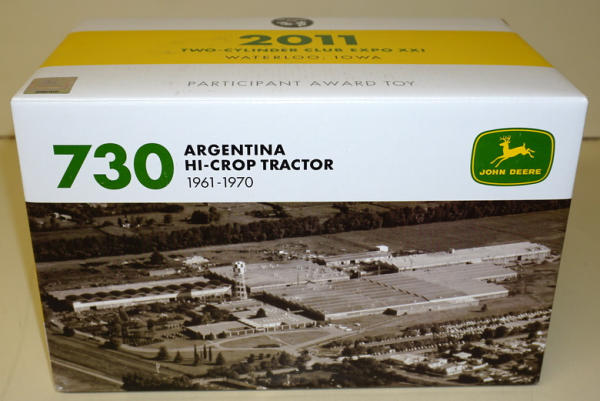 2011
TWO-CYLINDER CLUB EXPO XXI
WATERLOO, IOWA
PARTICIPANT AWARD TOY
730
ARGENTINA
HI-CROP TRACTOR
1961-1970
JOHN DEERE